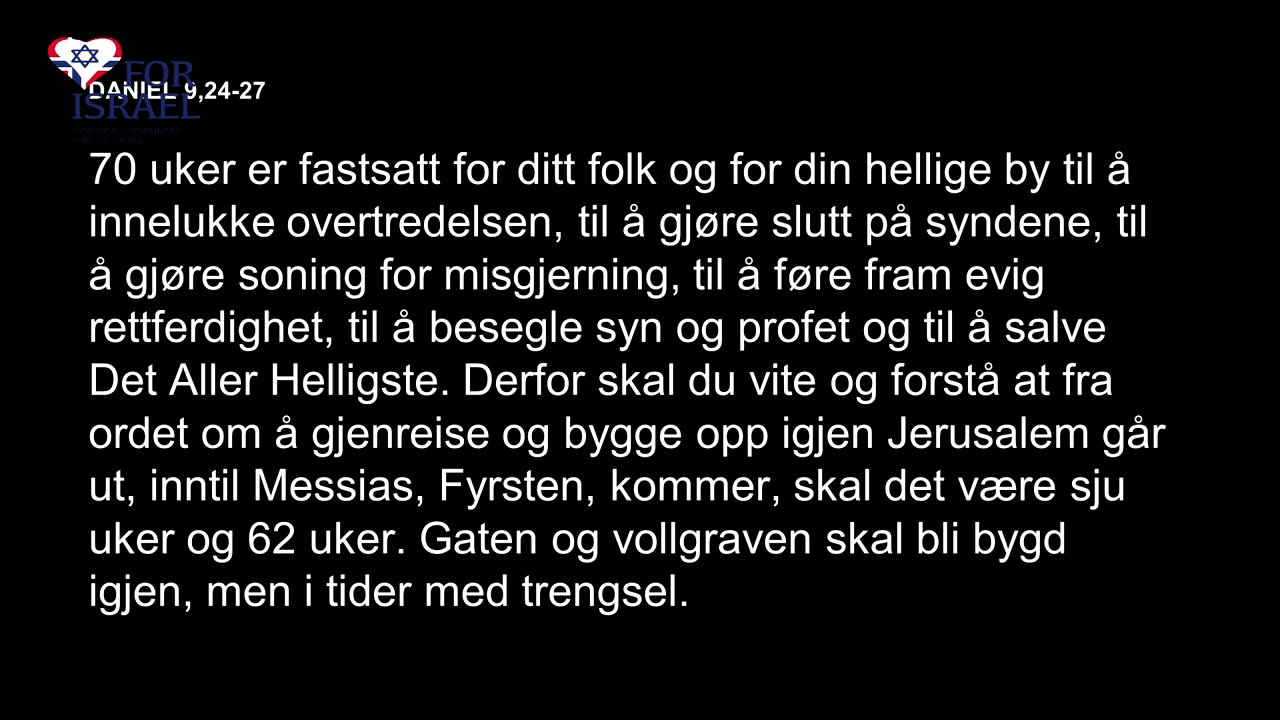 FOR
ISRAEL
DANIEL 9,24-27
70 uker er fastsatt for ditt folk og for din hellige by til å
innelukke overtredelsen, til å gjøre slutt på syndene, til
å gjøre soning for misgjerning, til å føre fram evig
rettferdighet, til å besegle syn og profet og til å salve
Det Aller Helligste. Derfor skal du vite og forstå at fra
ordet om å gjenreise og bygge opp igjen Jerusalem går
ut, inntil Messias, Fyrsten, kommer, skal det være sju
uker og 62 uker. Gaten og vollgraven skal bli bygd
igjen, men i tider med trengsel.